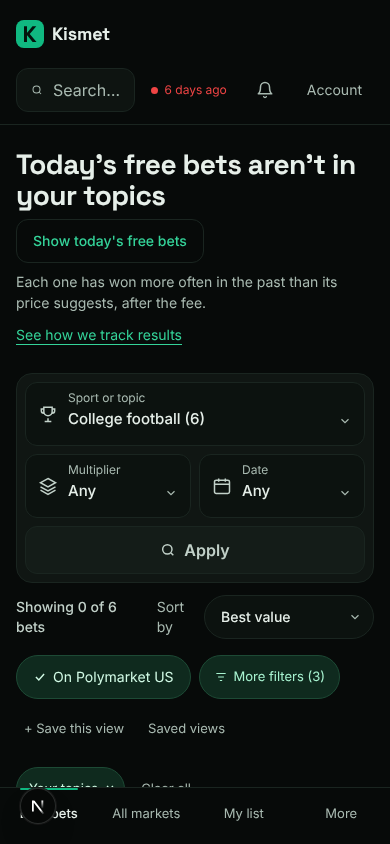 Kismet
Search...
6 days ago
Account
Today's free bets aren't in
your topics
Show today's free bets
Each one has won more often in the past than its
price suggests, after the fee.
See how we track results
Sport or topic
College football (6)
Multiplier
Any
Date
Any
Apply
Showing 0 of 6
bets
Sort
by
Best value
On Polymarket US
More filters (3)
+ Save this view
Saved views
Your topics
Clear all
N
bets
All markets
My list
More